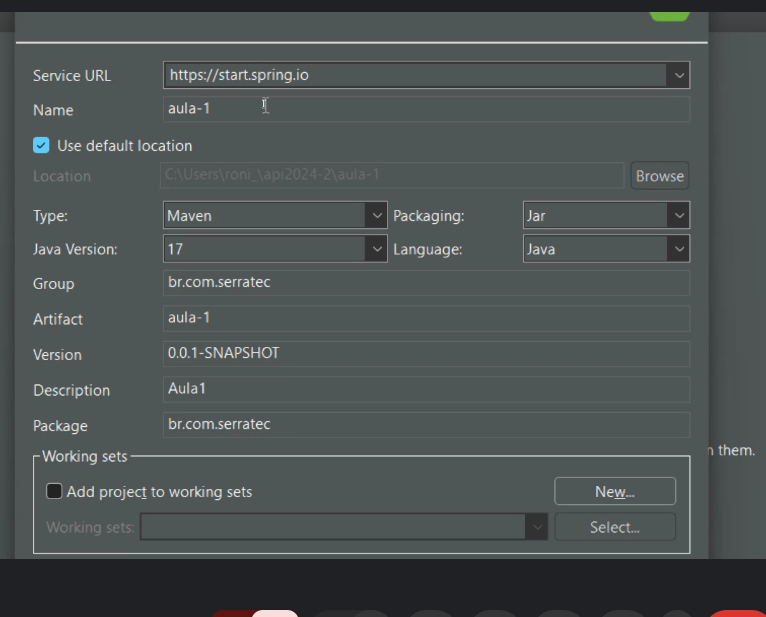 Service URL https://start.spring.io
Name aula-1
Use default location
Location C:\Users\roni_\api2024-2\aula-1 Browse
Type: Maven Packaging: Jar
Java Version: 17 Language: Java
Group br.com.serratec
Artifact aula-1
Version 0.0.1-SNAPSHOT
Description Aula1
Package br.com.serratec
n them.
Working sets
Add project to working sets New...
Working sets: Select...